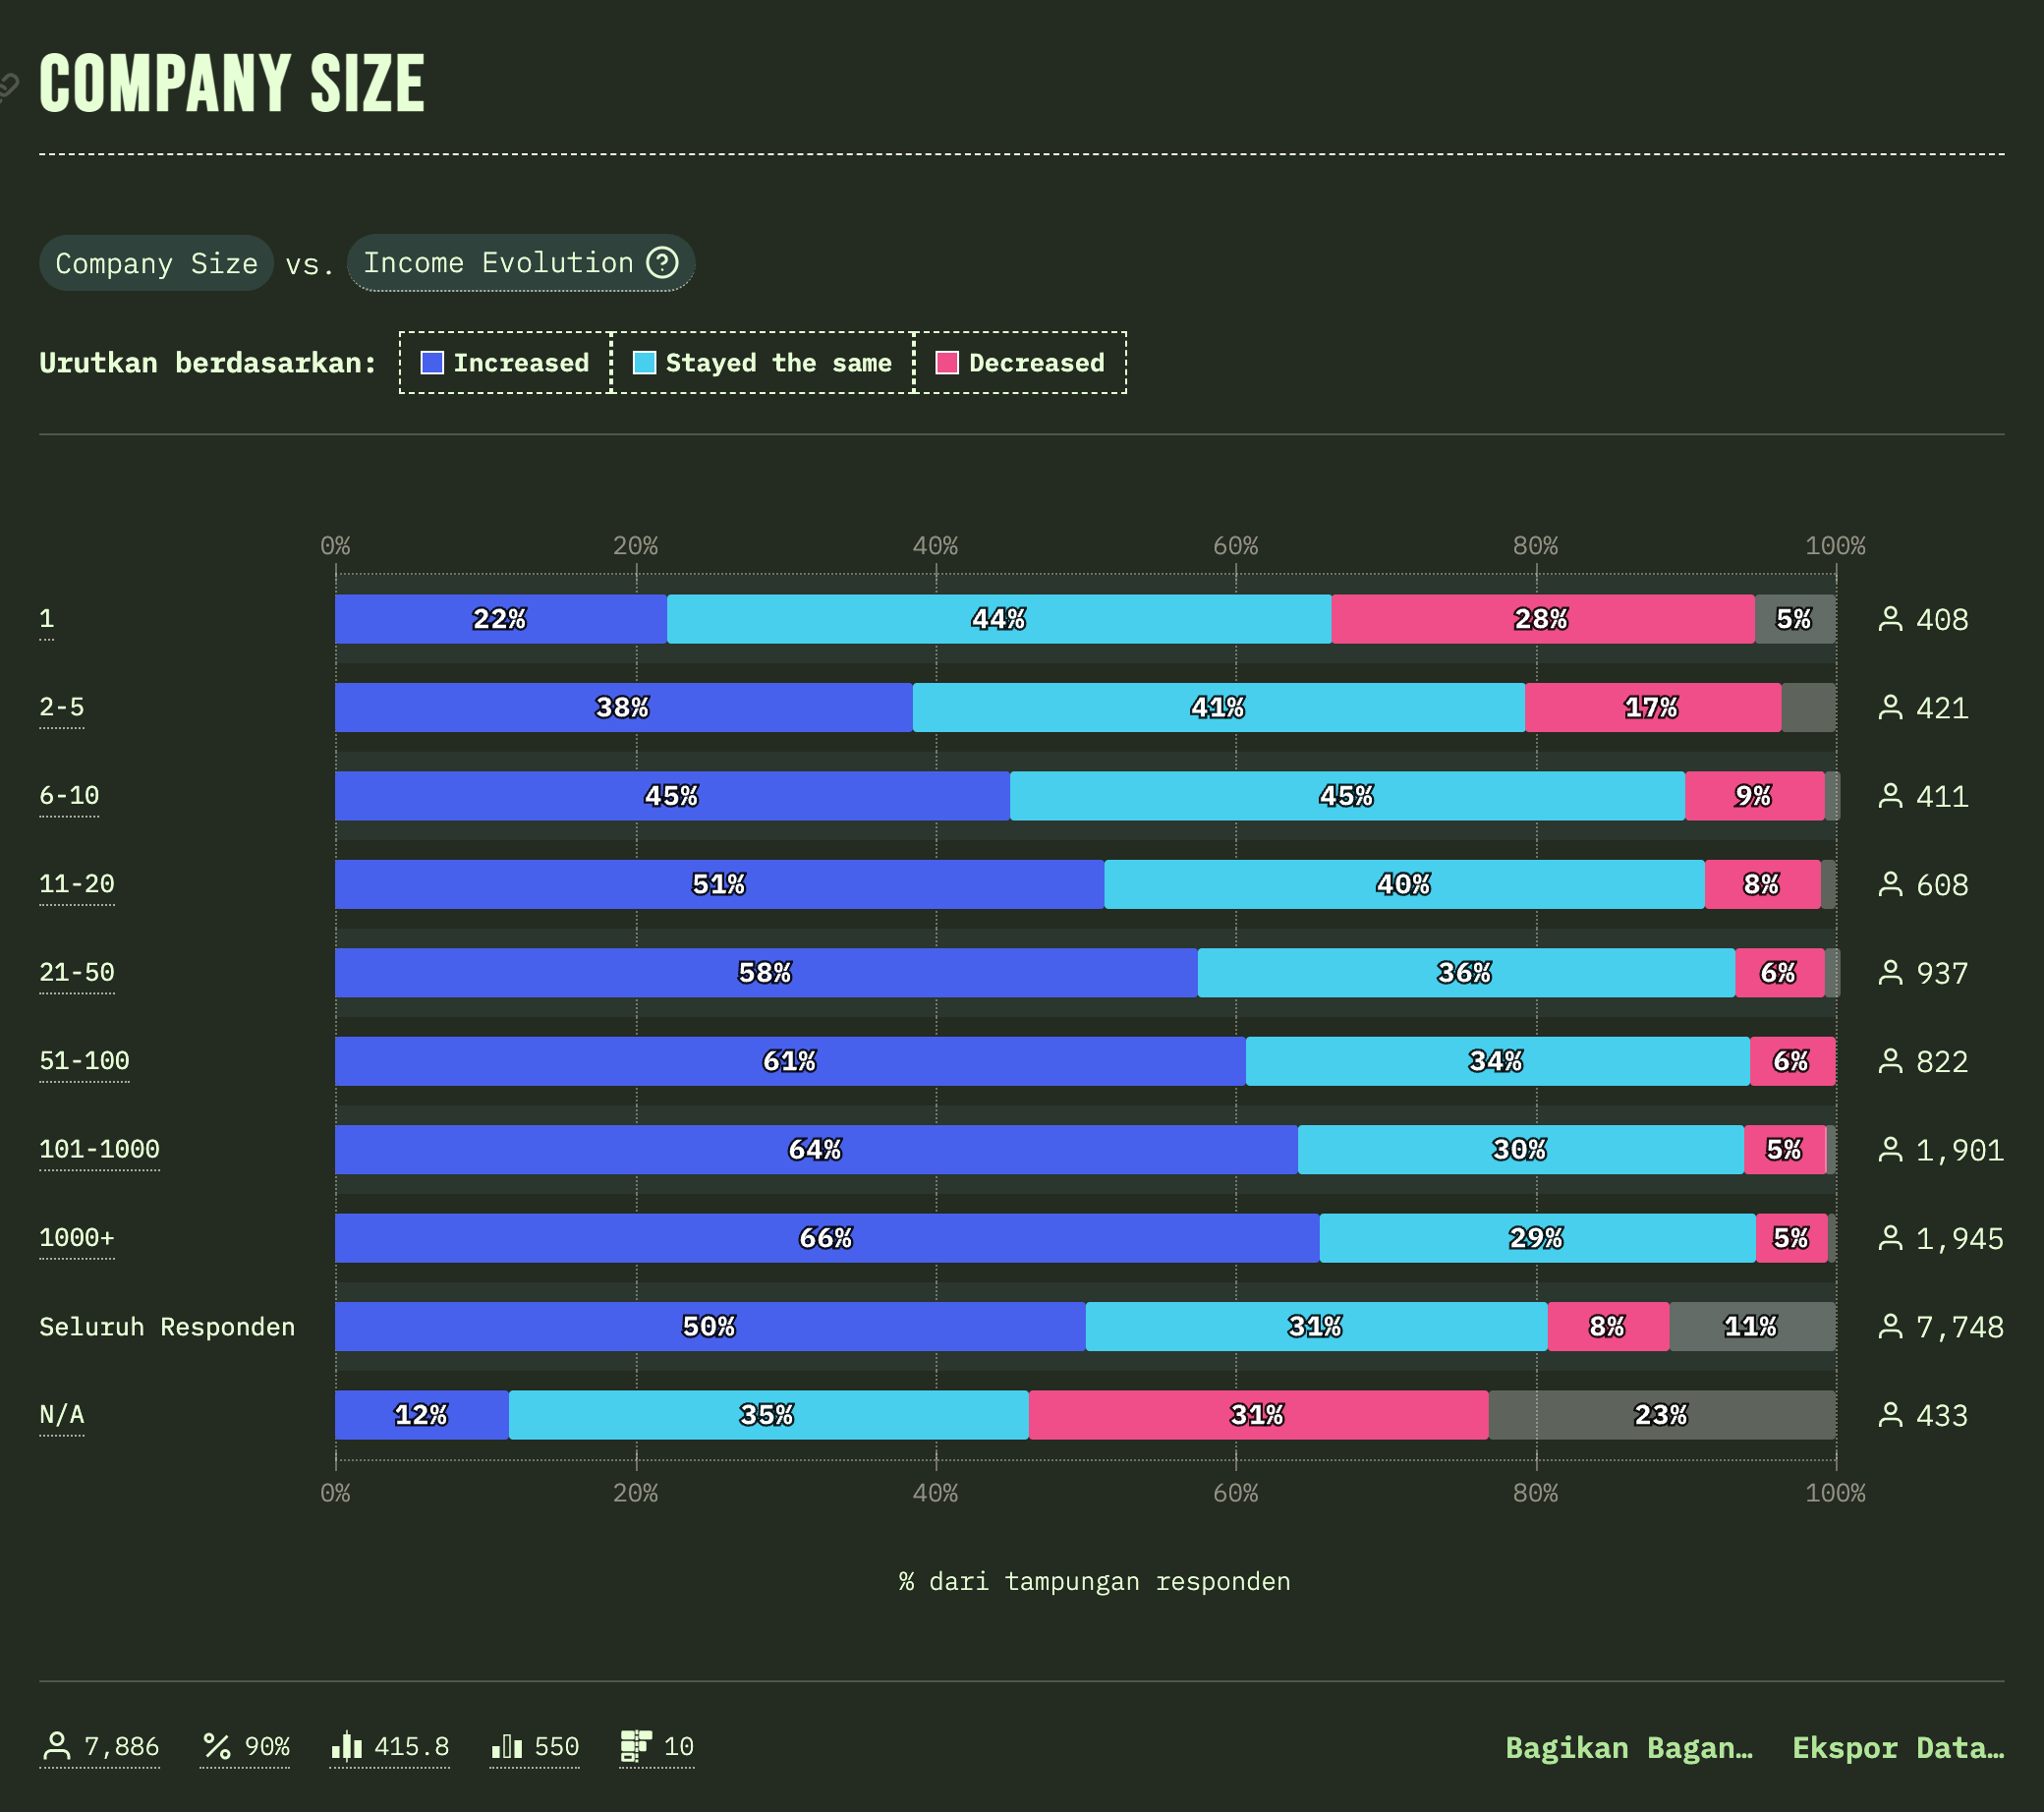 COMPANY SIZE
Company Size vs. Income Evolution ?
Urutkan berdasarkan: Increased Stayed the same Decreased
0% 20% 40% 60% 80% 100%
1 22% 44% 28% 5% 408
2-5 38% 41% 17% 421
6-10 45% 45% 9% 411
11-20 51% 40% 8% 608
21-50 58% 36% 6% 937
51-100 61% 34% 6% 822
101-1000 64% 30% 5% 1,901
1000+ 66% 29% 5% 1,945
Seluruh Responden 50% 31% 8% 11% 7,748
N/A 12% 35% 31% 23% 433
0% 20% 40% 60% 80% 100%
% dari tampungan responden
7,886 90% 415.8 550 10 Bagikan Bagan… Ekspor Data…